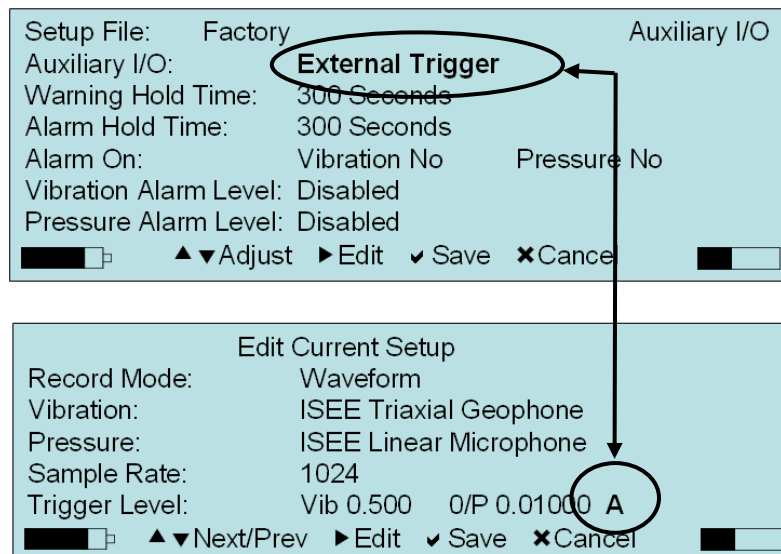 Setup File: Factory Auxiliary I/O
Auxiliary I/O: External Trigger
Warning Hold Time: 300 Seconds
Alarm Hold Time: 300 Seconds
Alarm On: Vibration No Pressure No
Vibration Alarm Level: Disabled
Pressure Alarm Level: Disabled
▲▼Adjust ►Edit ✔ Save ✖Cancel
Edit Current Setup
Record Mode: Waveform
Vibration: ISEE Triaxial Geophone
Pressure: ISEE Linear Microphone
Sample Rate: 1024
Trigger Level: Vib 0.500 0/P 0.01000 A
▲▼Next/Prev ►Edit ✔ Save ✖Cancel